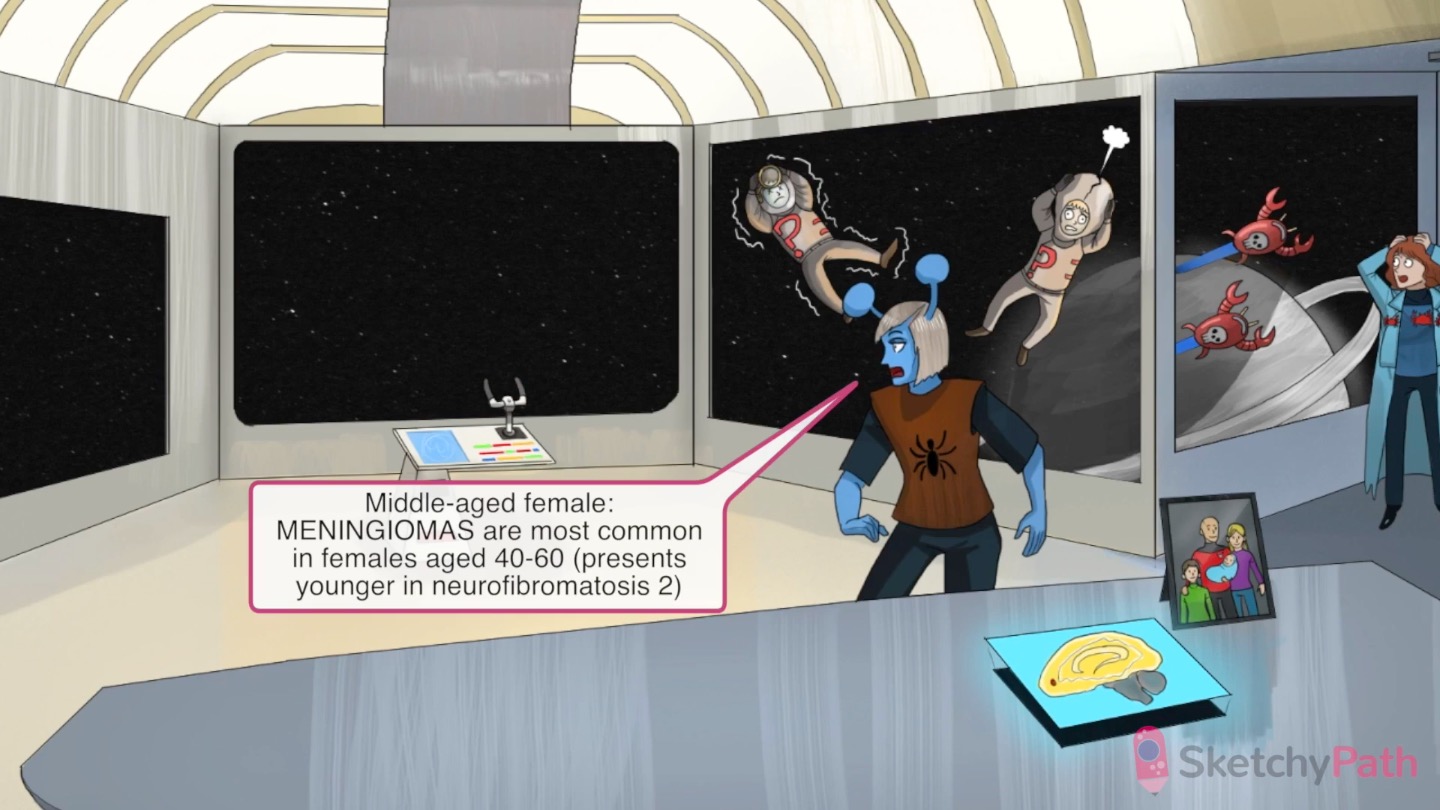 ?
?
Middle-aged female:
MENINGIOMAS are most common
in females aged 40-60 (presents
younger in neurofibromatosis 2)
SketchyPath